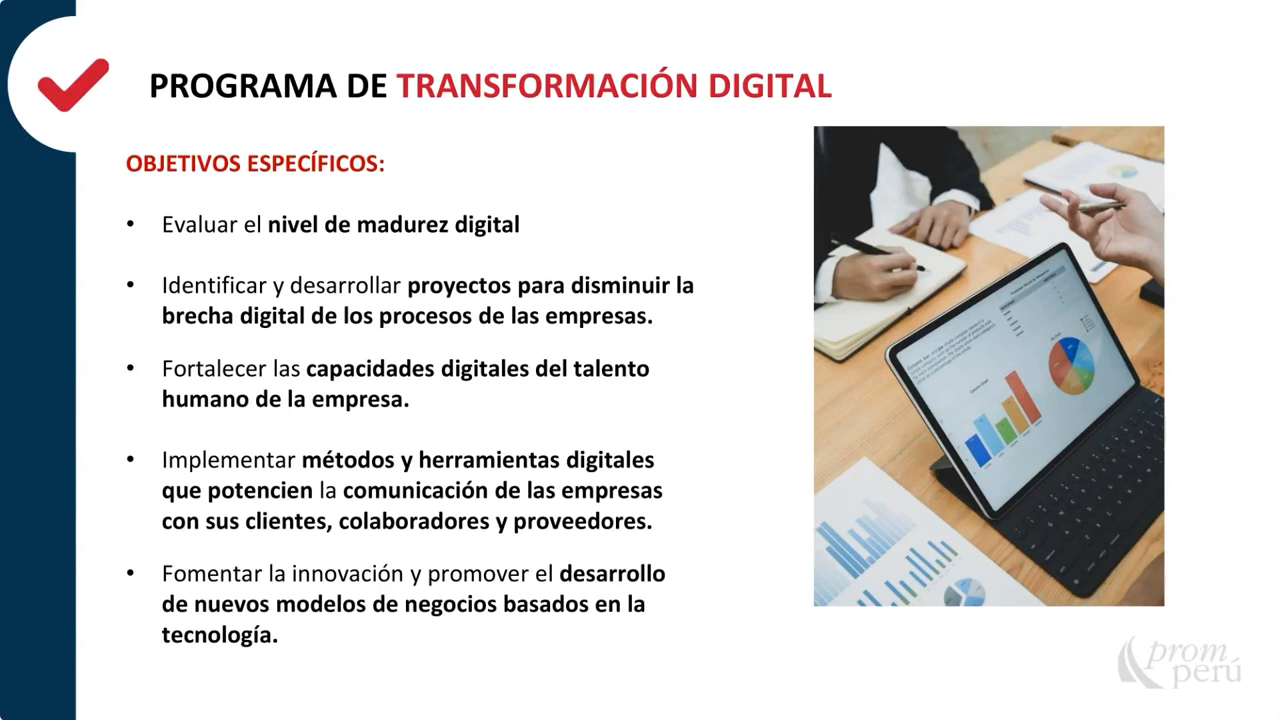 PROGRAMA DE TRANSFORMACIÓN DIGITAL
OBJETIVOS ESPECÍFICOS:
• Evaluar el nivel de madurez digital
• Identificar y desarrollar proyectos para disminuir la
brecha digital de los procesos de las empresas.
• Fortalecer las capacidades digitales del talento
humano de la empresa.
• Implementar métodos y herramientas digitales
que potencien la comunicación de las empresas
con sus clientes, colaboradores y proveedores.
• Fomentar la innovación y promover el desarrollo
de nuevos modelos de negocios basados en la
tecnología.
prom
perú